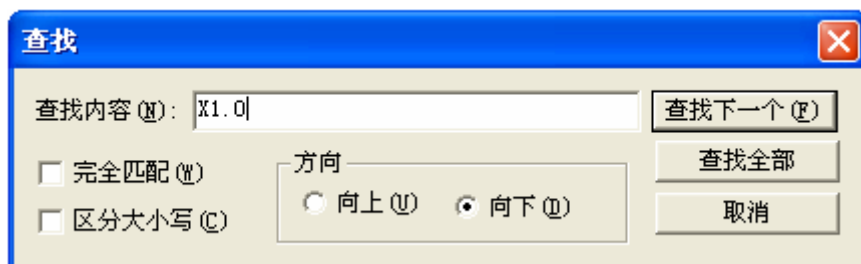 查找
查找内容(N): X1.0 查找下一个(F)
完全匹配(W) 方向 查找全部
区分大小写(C) 向上(U) 向下(D) 取消